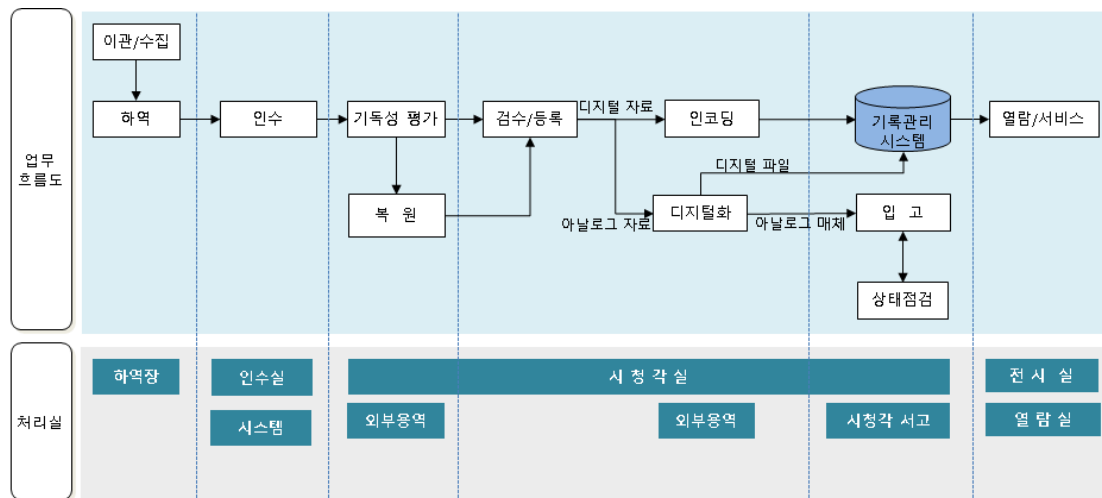 업무
흐름도
이관/수집
하역
인수
기독성 평가
복 원
검수/등록
디지털 자료
아날로그 자료
인코딩
디지털 파일
디지털화
아날로그 매체
기록관리
시스템
입 고
상태점검
열람/서비스
처리실
하역장
인수실
시스템
시 청 각 실
외부용역
외부용역
시청각 서고
전 시 실
열 람 실